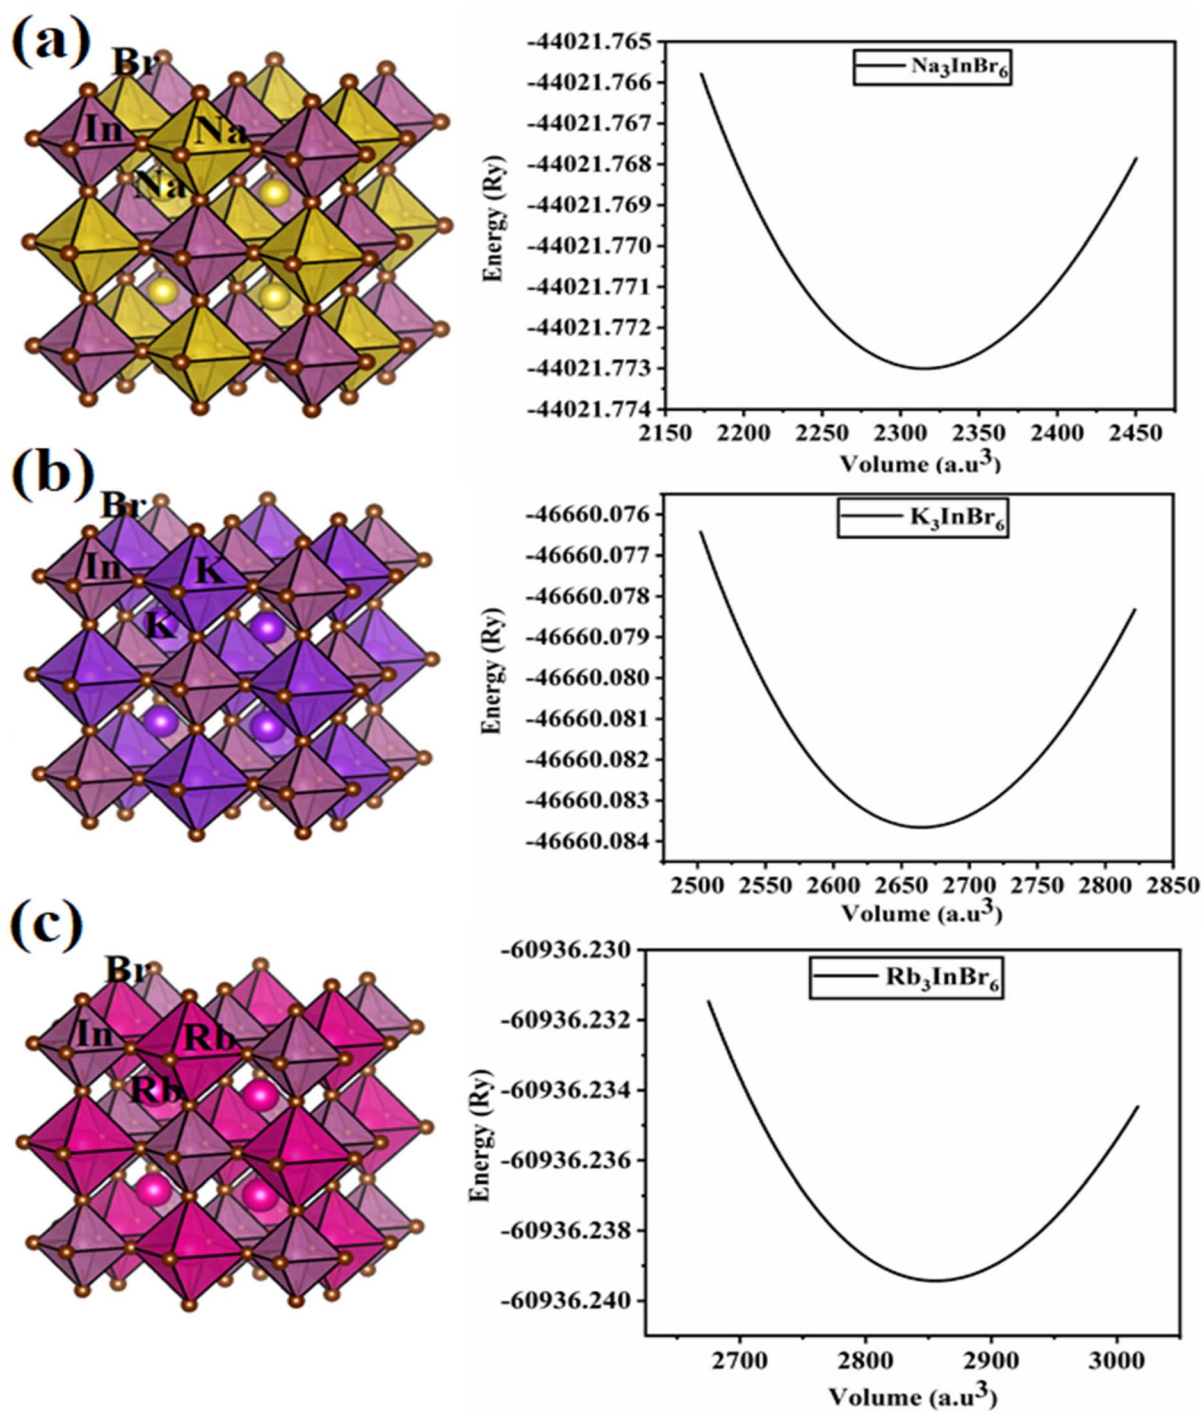 (a)
Br
In
Na
Na
-44021.765
-44021.766
-44021.767
-44021.768
-44021.769
-44021.770
-44021.771
-44021.772
-44021.773
-44021.774
Energy (Ry)
Na₃InBr₆
2150 2200 2250 2300 2350 2400 2450
Volume (a.u³)
(b)
Br
In
K
K
-46660.076
-46660.077
-46660.078
-46660.079
-46660.080
-46660.081
-46660.082
-46660.083
-46660.084
Energy (Ry)
K₃InBr₆
2500 2550 2600 2650 2700 2750 2800 2850
Volume (a.u³)
(c)
Br
In
Rb
Rb
-60936.230
-60936.232
-60936.234
-60936.236
-60936.238
-60936.240
Energy (Ry)
Rb₃InBr₆
2700 2800 2900 3000
Volume (a.u³)